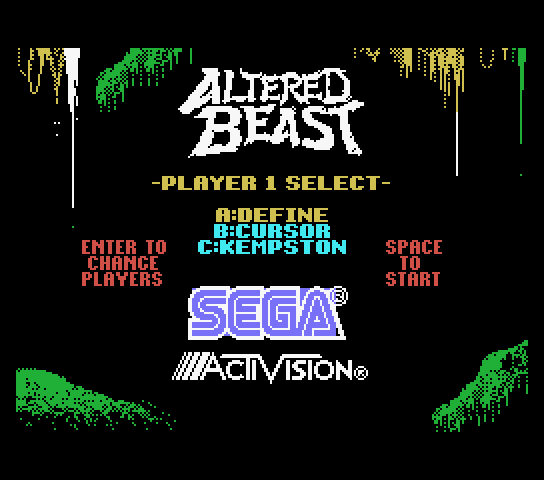 ALTERED
BEAST
-PLAYER 1 SELECT-
A:DEFINE
B:CURSOR
C:KEMPSTON
ENTER TO
CHANGE
PLAYERS
SPACE
TO
START
SEGA®
ACTIVISION®